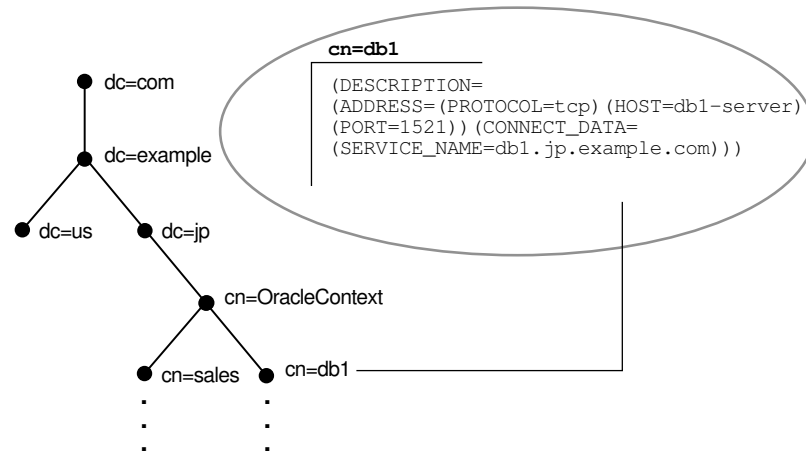 cn=db1
(DESCRIPTION=
(ADDRESS=(PROTOCOL=tcp)(HOST=db1-server)
(PORT=1521))(CONNECT_DATA=
(SERVICE_NAME=db1.jp.example.com)))
dc=com
dc=example
dc=us
dc=jp
cn=OracleContext
cn=sales
cn=db1